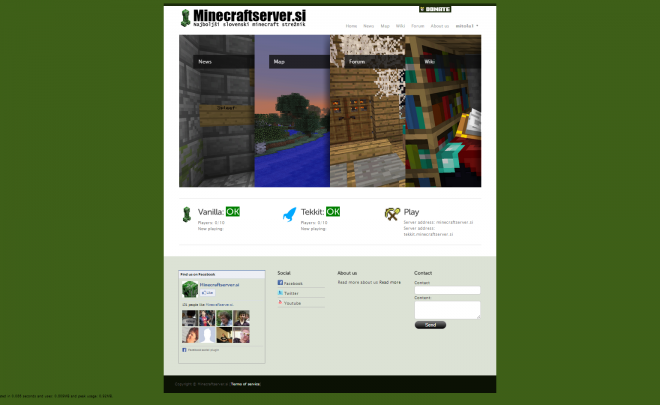 DONATE
Minecraftserver.si
Najboljši slovenski minecraft strežnik
Home News Map Wiki Forum About us
News
Map
Forum
Wiki
Vanilla: OK
Players: 0/10
Now playing:
Tekkit: OK
Players: 0/10
Now playing:
Play
Server address: minecraftserver.si
Server address:
tekkit.minecraftserver.si
Find us on Facebook
Minecraftserver.si
Like
people like Minecraftserver.si
Facebook social plugin
Social
Facebook
Twitter
Youtube
About us
Read more about us Read more
Contact
Contact
Content:
Send
Copyright © Minecraftserver.si Terms of service